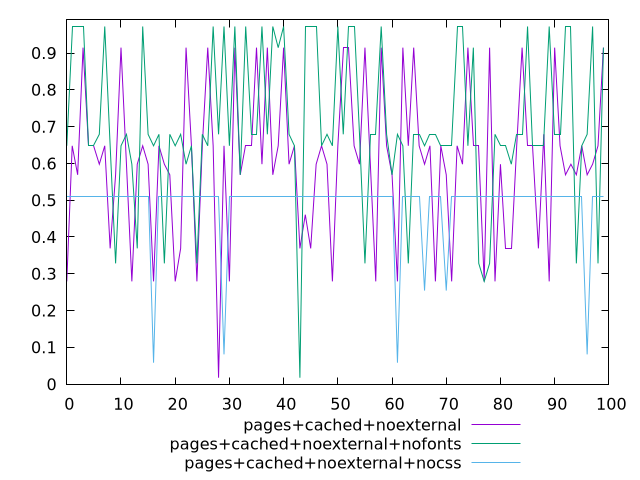 0.9
0.8
0.7
0.6
0.5
0.4
0.3
0.2
0.1
0
0 10 20 30 40 50 60 70 80 90 100
pages+cached+noexternal
pages+cached+noexternal+nofonts
pages+cached+noexternal+nocss